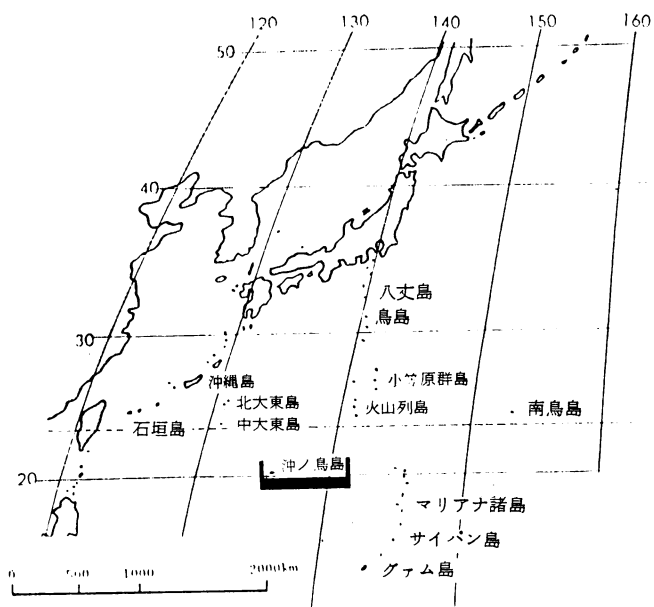 120
130
140
150
160
50
40
八丈島
鳥島
30
沖縄島
小笠原群島
北大東島
火山列島
南鳥島
石垣島
中大東島
沖ノ鳥島
20
マリアナ諸島
サイパン島
グァム島
0 500 1000 2000km